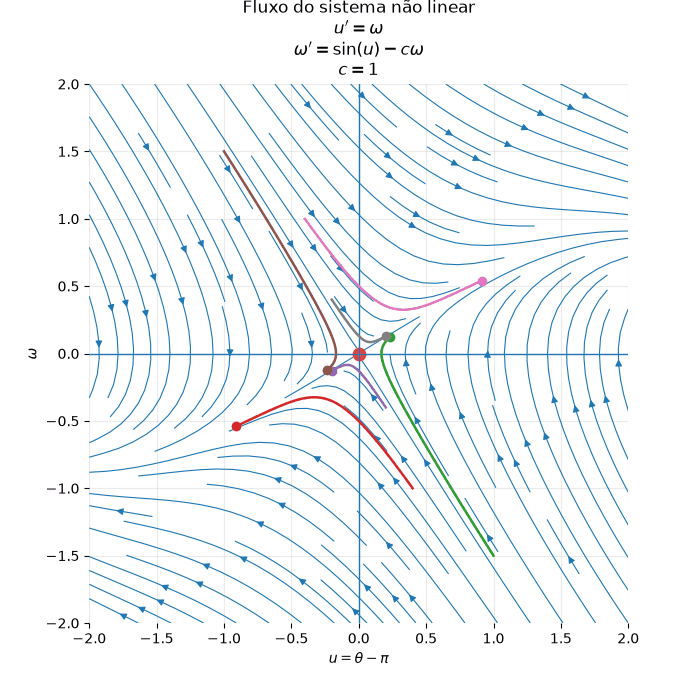 Fluxo do sistema não linear
u′ = ω
ω′ = sin(u) − cω
c = 1
2.0
1.5
1.0
0.5
0.0
−0.5
−1.0
−1.5
−2.0
ω
−2.0 −1.5 −1.0 −0.5 0.0 0.5 1.0 1.5 2.0
u = θ − π